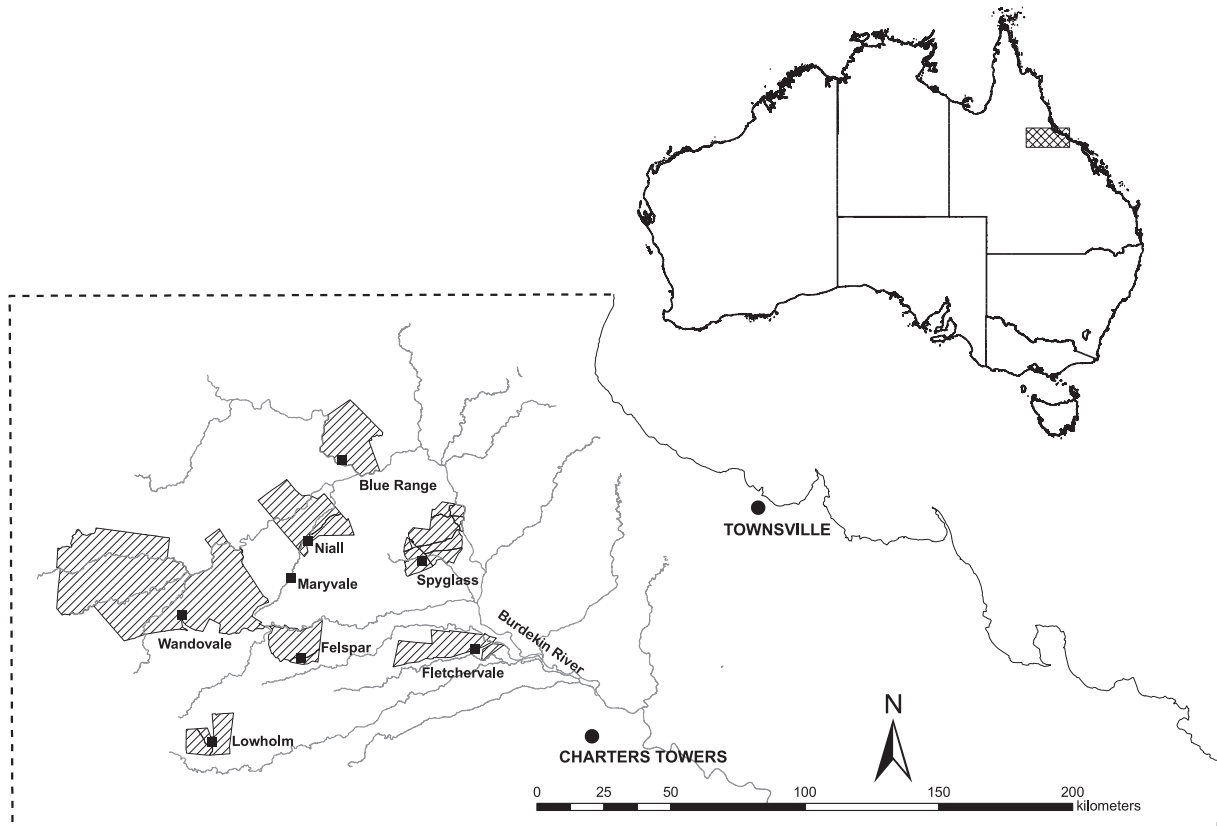 Blue Range
TOWNSVILLE
Niall
Maryvale
Spyglass
Burdekin River
Wandovale
Felspar
Fletchervale
N
Lowholm
CHARTERS TOWERS
0 25 50 100 150 200
kilometers